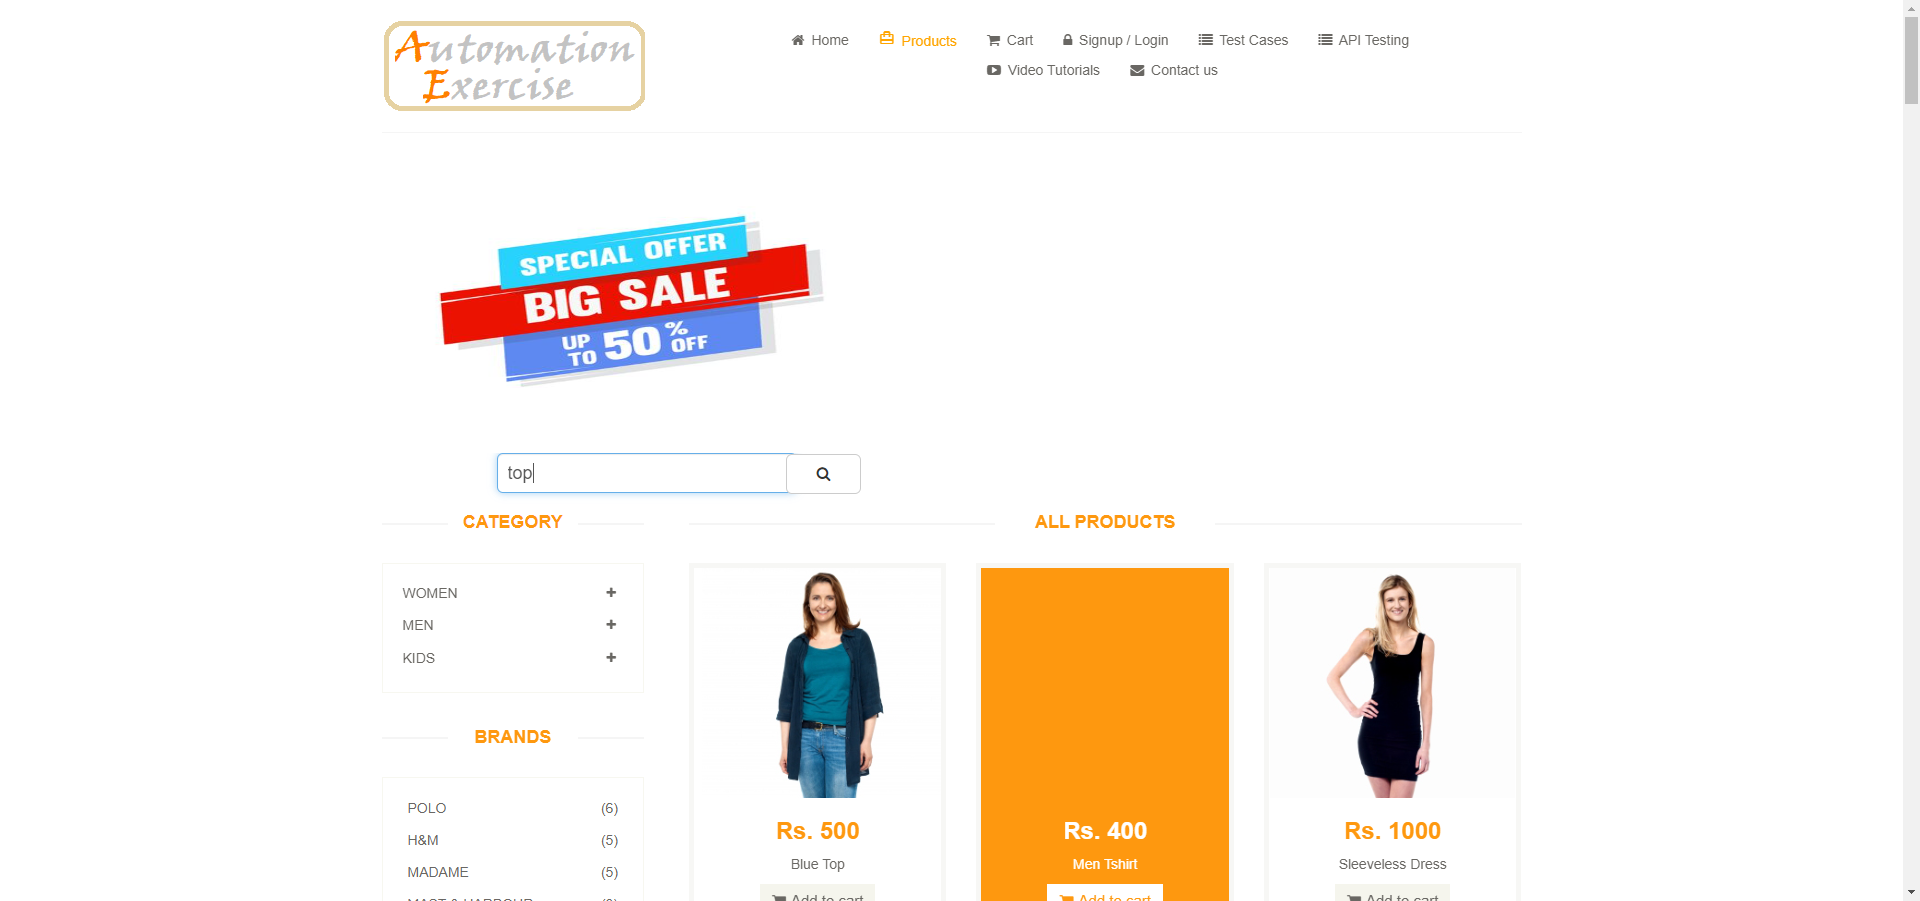 Automation
Exercise
Home
Products
Cart
Signup / Login
Test Cases
API Testing
Video Tutorials
Contact us
SPECIAL OFFER
BIG SALE
UP TO 50% OFF
top
CATEGORY
WOMEN
MEN
KIDS
BRANDS
POLO (6)
H&M (5)
MADAME (5)
ALL PRODUCTS
Rs. 500
Blue Top
Add to cart
Rs. 400
Men Tshirt
Add to cart
Rs. 1000
Sleeveless Dress
Add to cart